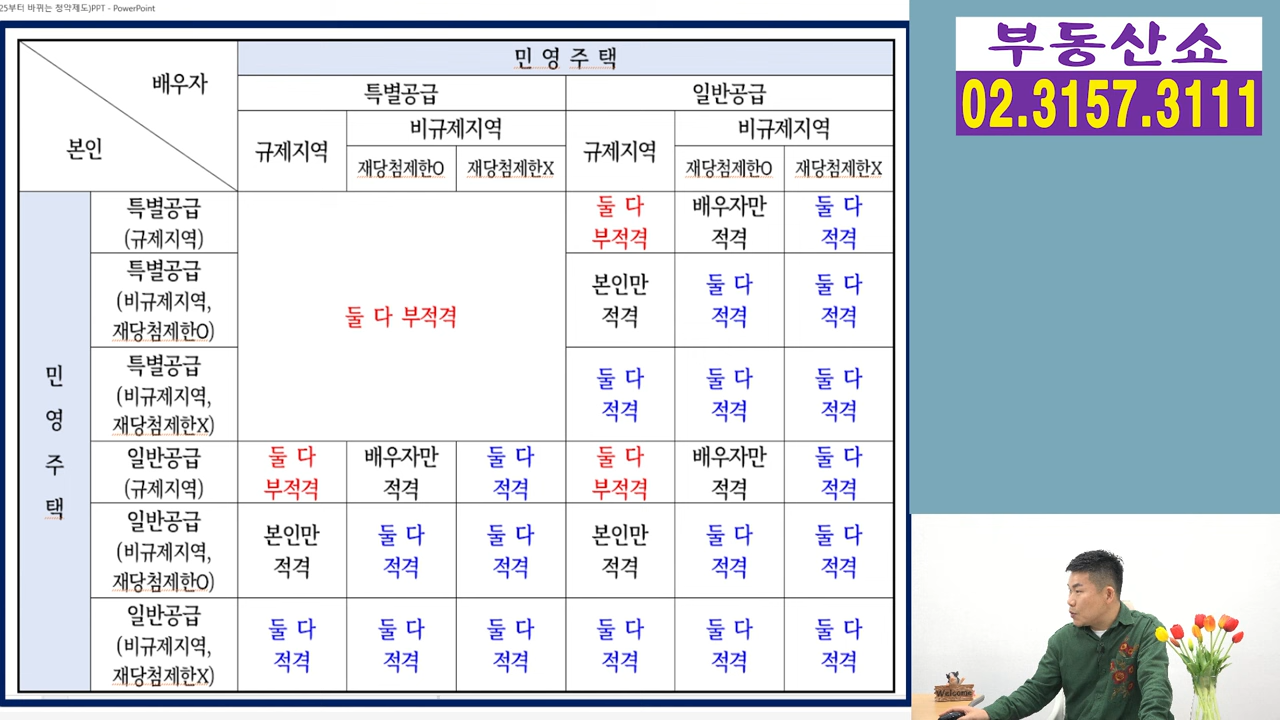 25부터 바뀌는 청약제도)PPT - PowerPoint
부동산쇼
02.3157.3111
배우자
본인
민 영 주 택
특별공급
일반공급
규제지역
비규제지역
재당첨제한O
재당첨제한X
규제지역
비규제지역
재당첨제한O
재당첨제한X
민
영
주
택
특별공급
(규제지역)
둘 다 부적격
둘 다
부적격
배우자만
적격
둘 다
적격
특별공급
(비규제지역,
재당첨제한O)
본인만
적격
둘 다
적격
둘 다
적격
특별공급
(비규제지역,
재당첨제한X)
둘 다
적격
둘 다
적격
둘 다
적격
일반공급
(규제지역)
둘 다
부적격
배우자만
적격
둘 다
적격
둘 다
부적격
배우자만
적격
둘 다
적격
일반공급
(비규제지역,
재당첨제한O)
본인만
적격
둘 다
적격
둘 다
적격
본인만
적격
둘 다
적격
둘 다
적격
일반공급
(비규제지역,
재당첨제한X)
둘 다
적격
둘 다
적격
둘 다
적격
둘 다
적격
둘 다
적격
둘 다
적격
Welcome